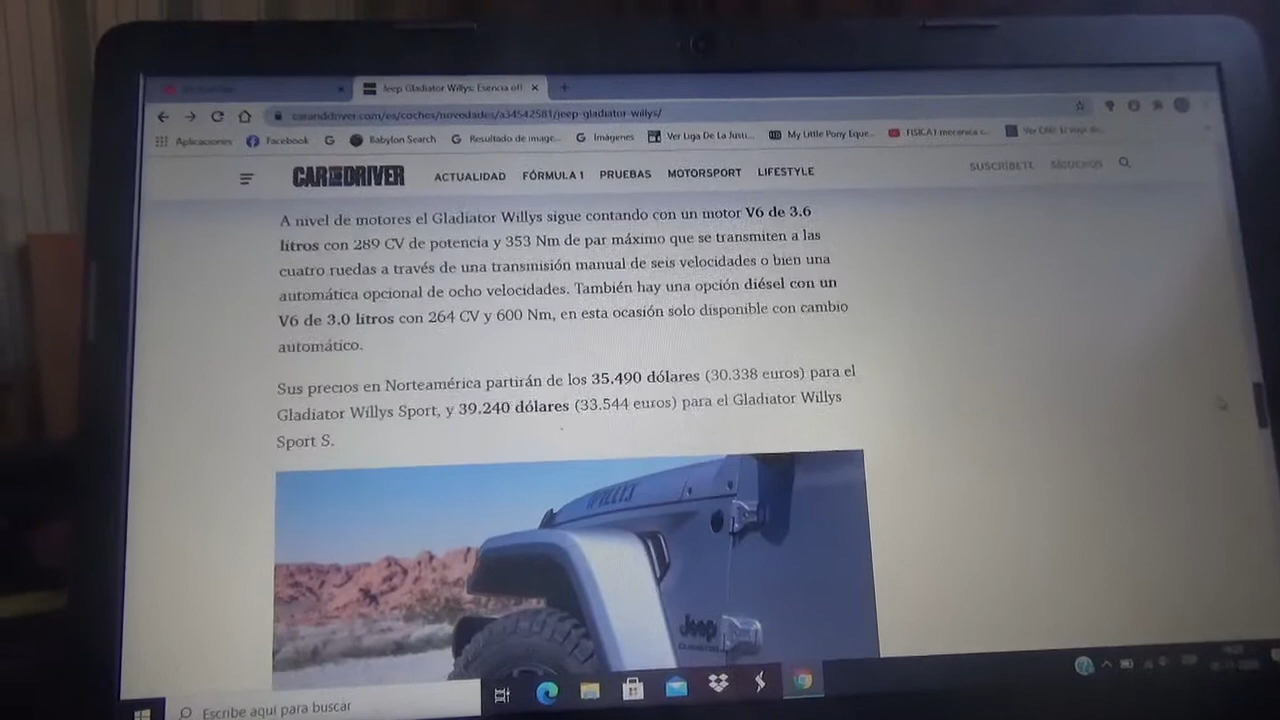 Jeep Gladiator Willys: Esencia off
caranddriver.com/es/coches/novedades/a34542581/jeep-gladiator-willys/
Aplicaciones Facebook Babylon Search Resultado de image... Imágenes Ver Liga De La Justi... My Little Pony Eque... FISICA I mecanica
CAR AND DRIVER ACTUALIDAD FÓRMULA 1 PRUEBAS MOTORSPORT LIFESTYLE SUSCRÍBETE SÍGUENOS
A nivel de motores el Gladiator Willys sigue contando con un motor V6 de 3.6
litros con 289 CV de potencia y 353 Nm de par máximo que se transmiten a las
cuatro ruedas a través de una transmisión manual de seis velocidades o bien una
automática opcional de ocho velocidades. También hay una opción diésel con un
V6 de 3.0 litros con 264 CV y 600 Nm, en esta ocasión solo disponible con cambio
automático.
Sus precios en Norteamérica partirán de los 35.490 dólares (30.338 euros) para el
Gladiator Willys Sport, y 39.240 dólares (33.544 euros) para el Gladiator Willys
Sport S.
WILLYS
Jeep
GLADIATOR
Escribe aquí para buscar